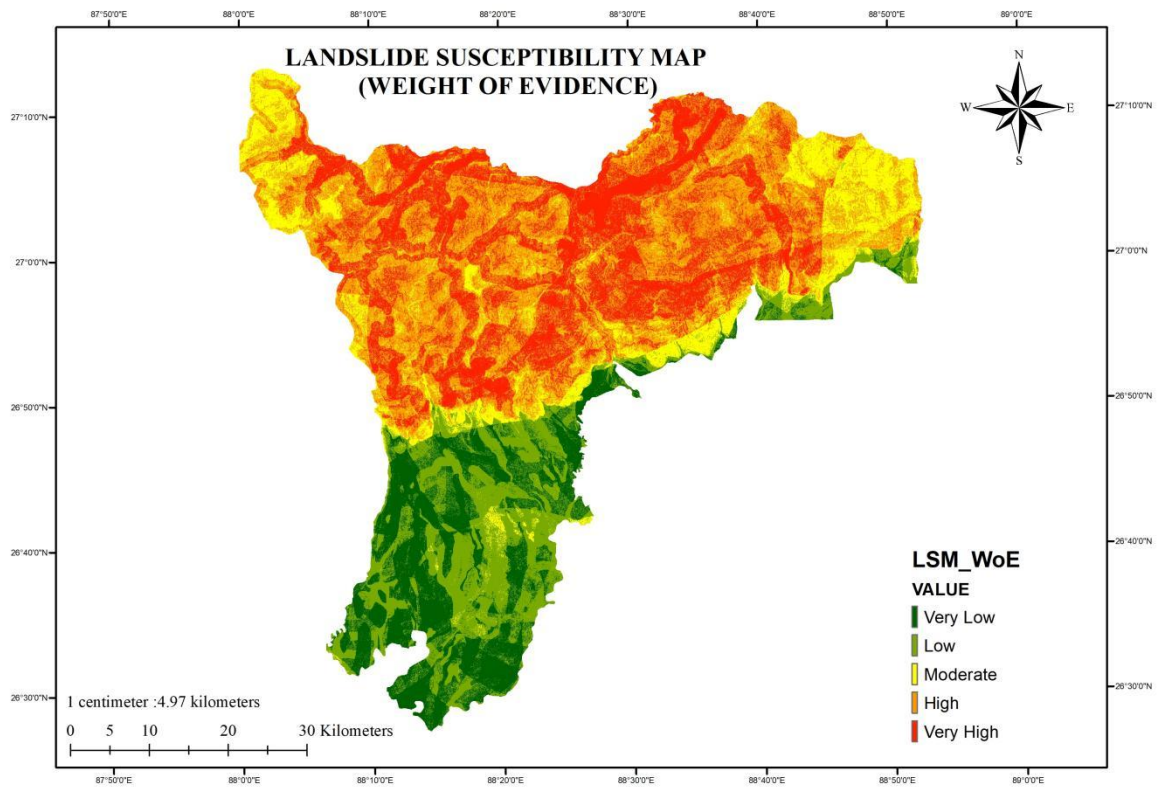 87°50'0"E 88°0'0"E 88°10'0"E 88°20'0"E 88°30'0"E 88°40'0"E 88°50'0"E 89°0'0"E
LANDSLIDE SUSCEPTIBILITY MAP
(WEIGHT OF EVIDENCE)
N
W E
S
27°10'0"N 27°10'0"N
27°0'0"N 27°0'0"N
26°50'0"N 26°50'0"N
26°40'0"N 26°40'0"N
LSM_WoE
VALUE
Very Low
Low
Moderate
High
Very High
26°30'0"N 26°30'0"N
1 centimeter :4.97 kilometers
0 5 10 20 30 Kilometers
87°50'0"E 88°0'0"E 88°10'0"E 88°20'0"E 88°30'0"E 88°40'0"E 88°50'0"E 89°0'0"E